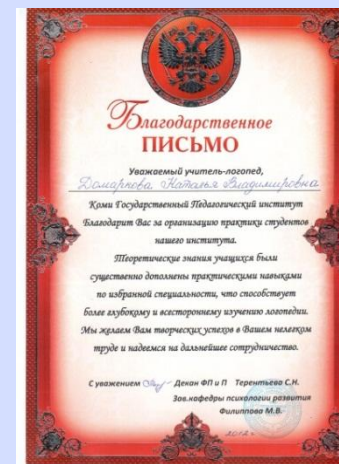 Благодарственное
ПИСЬМО
Уважаемый учитель-логопед,
Домаркова Наталья Владимировна
Коми Государственный Педагогический институт
Благодарит Вас за организацию практики студентов
нашего института.
Теоретические знания учащихся были
существенно дополнены практическими навыками
по избранной специальности, что способствует
более глубокому и всестороннему изучению логопедии.
Мы желаем Вам творческих успехов в Вашем нелегком
труде и надеемся на дальнейшее сотрудничество.
С уважением Декан ФП и П Терентьева С.Н.
Зав.кафедры психологии развития
Филиппова М.В.
2012 г.